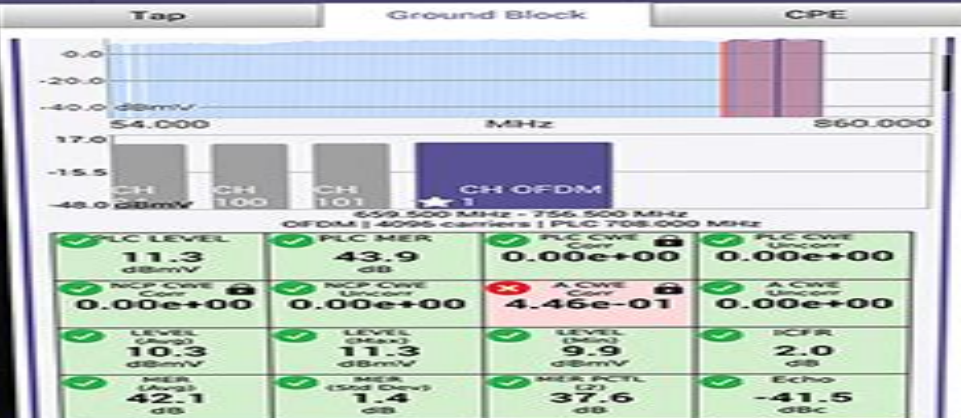 Tap Ground Block CPE
0.0
-20.0
-40.0 dBmV
54.000 MHz 860.000
17.0
-15.5
-48.0 dBmV
CH CH CH CH OFDM
100 101 1
659.500 MHz - 756.500 MHz
OFDM | 4096 carriers | PLC 708.000 MHz
PLC LEVEL PLC MER PLC CWE Corr PLC CWE Uncorr
11.3 43.9 0.00e+00 0.00e+00
dBmV dB
NCP CWE Corr NCP CWE Uncorr A CWE Corr A CWE Uncorr
0.00e+00 0.00e+00 4.46e-01 0.00e+00
LEVEL (Avg) LEVEL (Max) LEVEL (Min) ICFR
10.3 11.3 9.9 2.0
dBmV dBmV dBmV dB
MER (Avg) MER (Std Dev) MER PCTL (2) Echo
42.1 1.4 37.6 -41.5
dB dB dB dBc